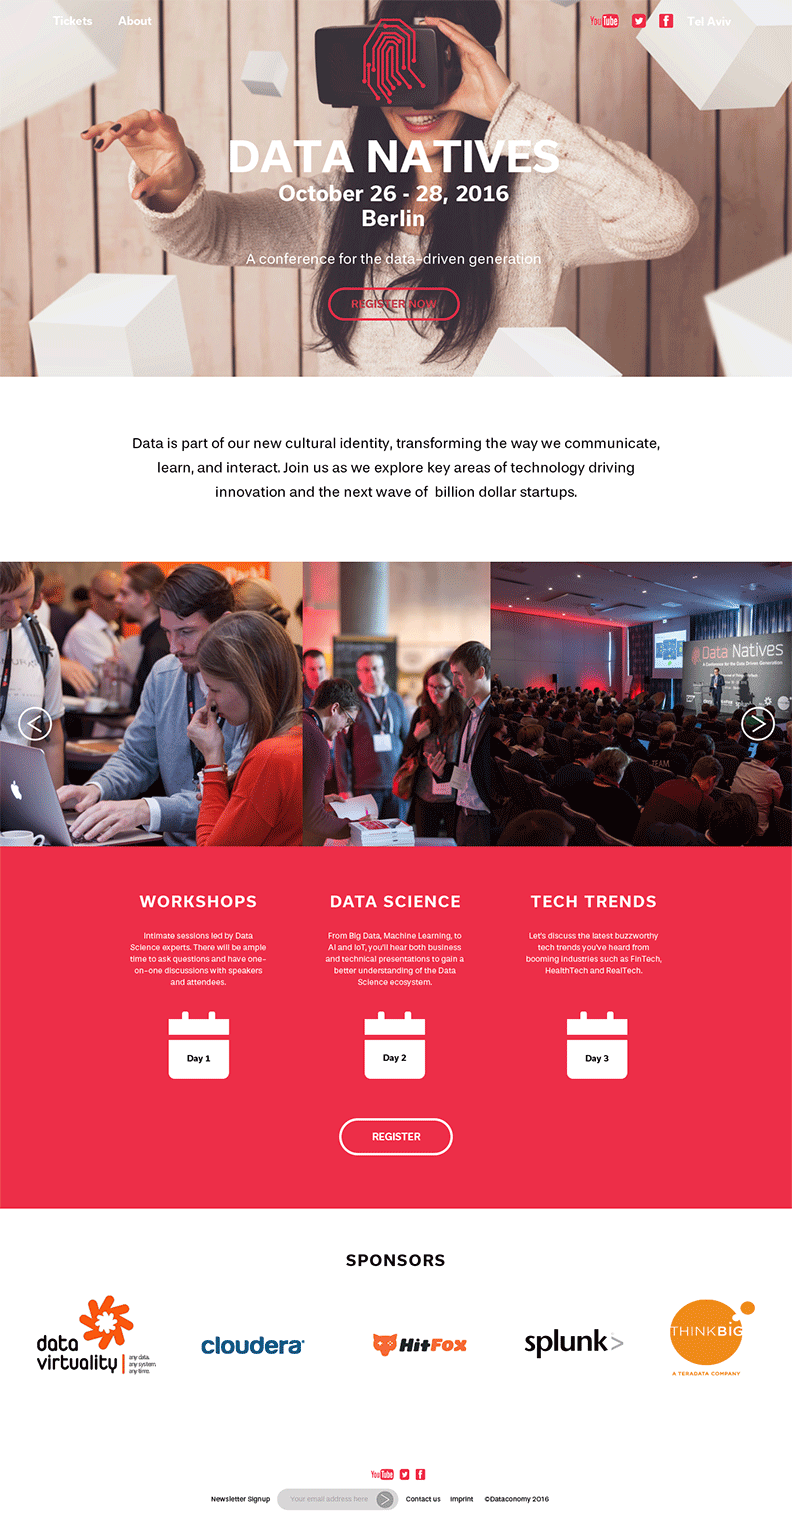 Tickets
About
YouTube
Tel Aviv
DATA NATIVES
October 26 - 28, 2016
Berlin
A conference for the data-driven generation
REGISTER NOW
Data is part of our new cultural identity, transforming the way we communicate,
learn, and interact. Join us as we explore key areas of technology driving
innovation and the next wave of billion dollar startups.
Data Natives
A Conference for the Data Driven Generation
splunk>
TEAM
WORKSHOPS
Intimate sessions led by Data
Science experts. There will be ample
time to ask questions and have one-
on-one discussions with speakers
and attendees.
Day 1
DATA SCIENCE
From Big Data, Machine Learning, to
AI and IoT, you'll hear both business
and technical presentations to gain a
better understanding of the Data
Science ecosystem.
Day 2
TECH TRENDS
Let's discuss the latest buzzworthy
tech trends you've heard from
booming industries such as FinTech,
HealthTech and RealTech.
Day 3
REGISTER
SPONSORS
data
virtuality
any data.
any system.
any time.
cloudera
HitFox
splunk>
THINK BIG
A TERADATA COMPANY
YouTube
Newsletter Signup
Your email address here
Contact us
Imprint
©Dataconomy 2016